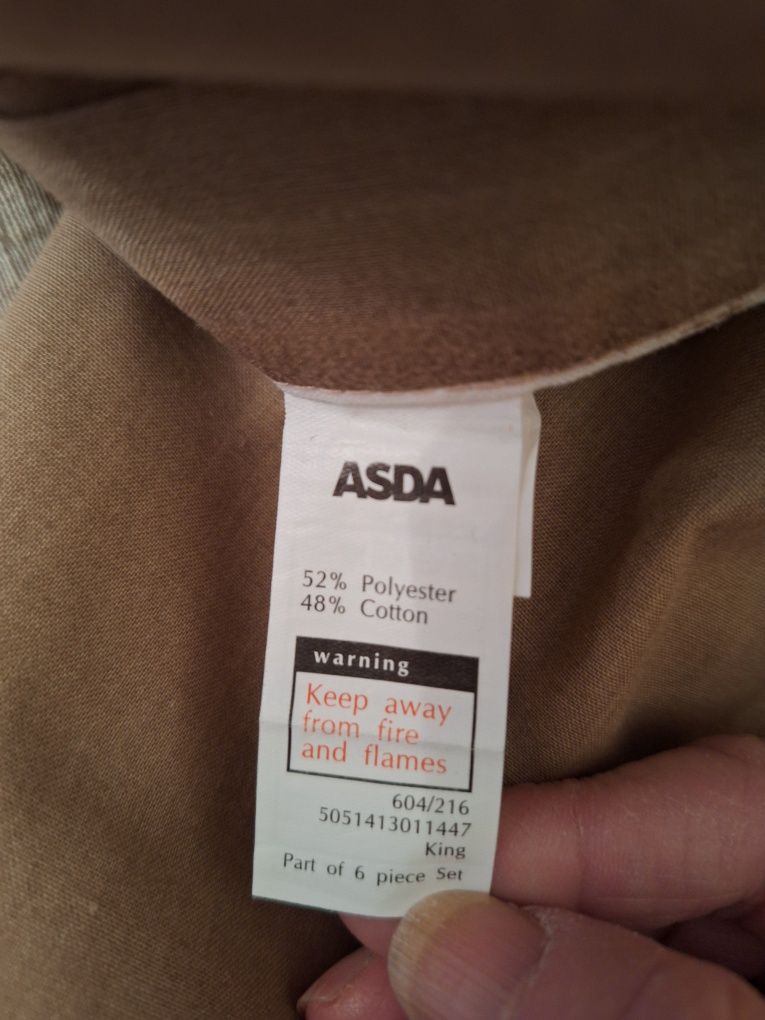 ASDA
52% Polyester
48% Cotton
warning
Keep away
from fire
and flames
604/216
5051413011447
King
Part of 6 piece Set